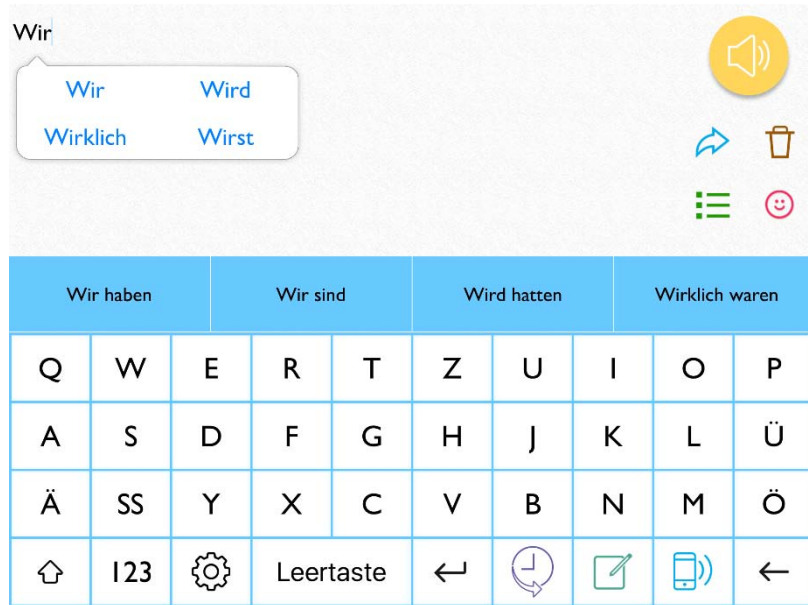 Wir
Wir Wird
Wirklich Wirst
Wir haben Wir sind Wird hatten Wirklich waren
Q W E R T Z U I O P
A S D F G H J K L Ü
Ä SS Y X C V B N M Ö
123 Leertaste